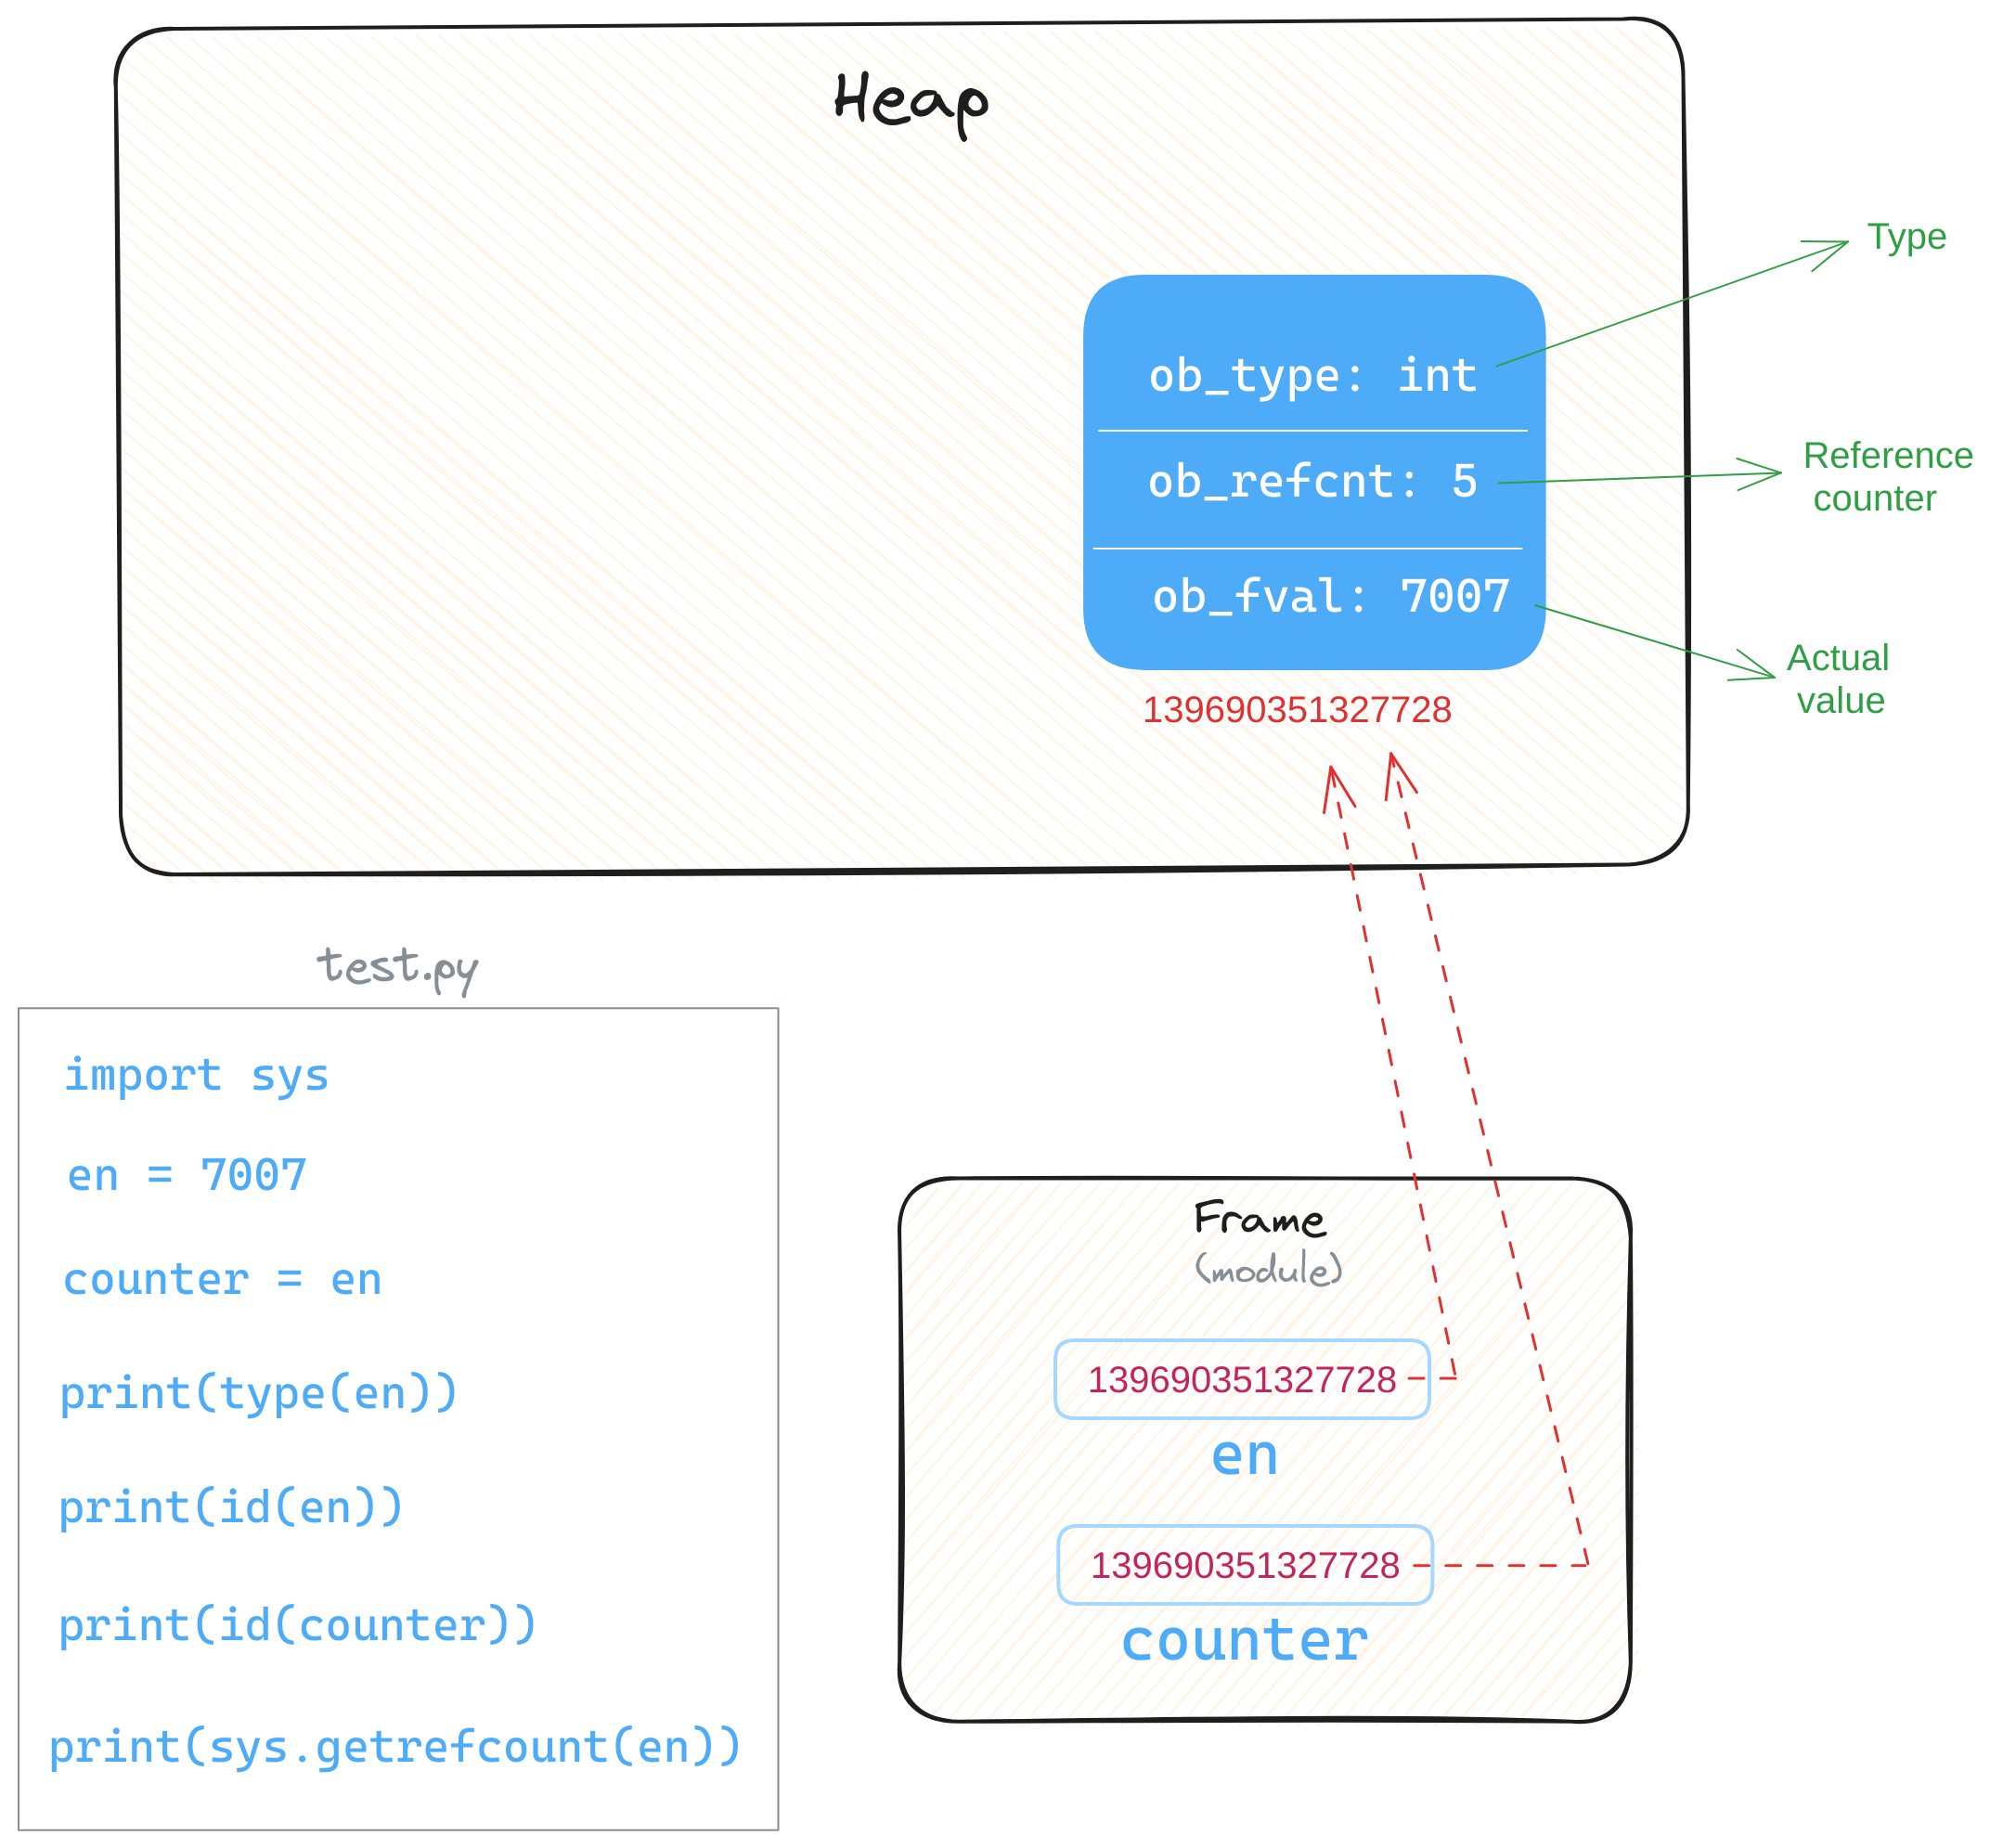 Heap
ob_type: int
ob_refcnt: 5
ob_fval: 7007
139690351327728
Type
Reference
counter
Actual
value
test.py
import sys
en = 7007
counter = en
print(type(en))
print(id(en))
print(id(counter))
print(sys.getrefcount(en))
Frame
(module)
139690351327728
en
139690351327728
counter